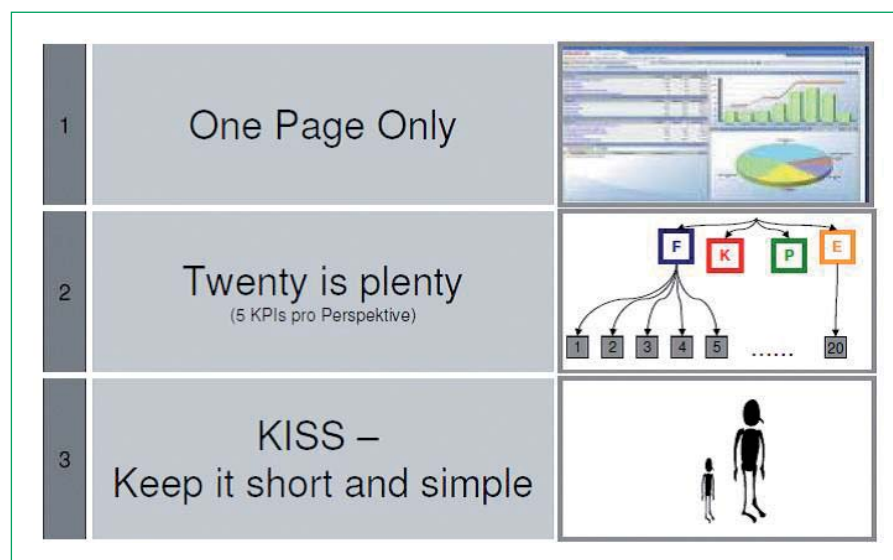 1
One Page Only
2
Twenty is plenty
(5 KPIs pro Perspektive)
F K P E
1 2 3 4 5 ...... 20
3
KISS –
Keep it short and simple